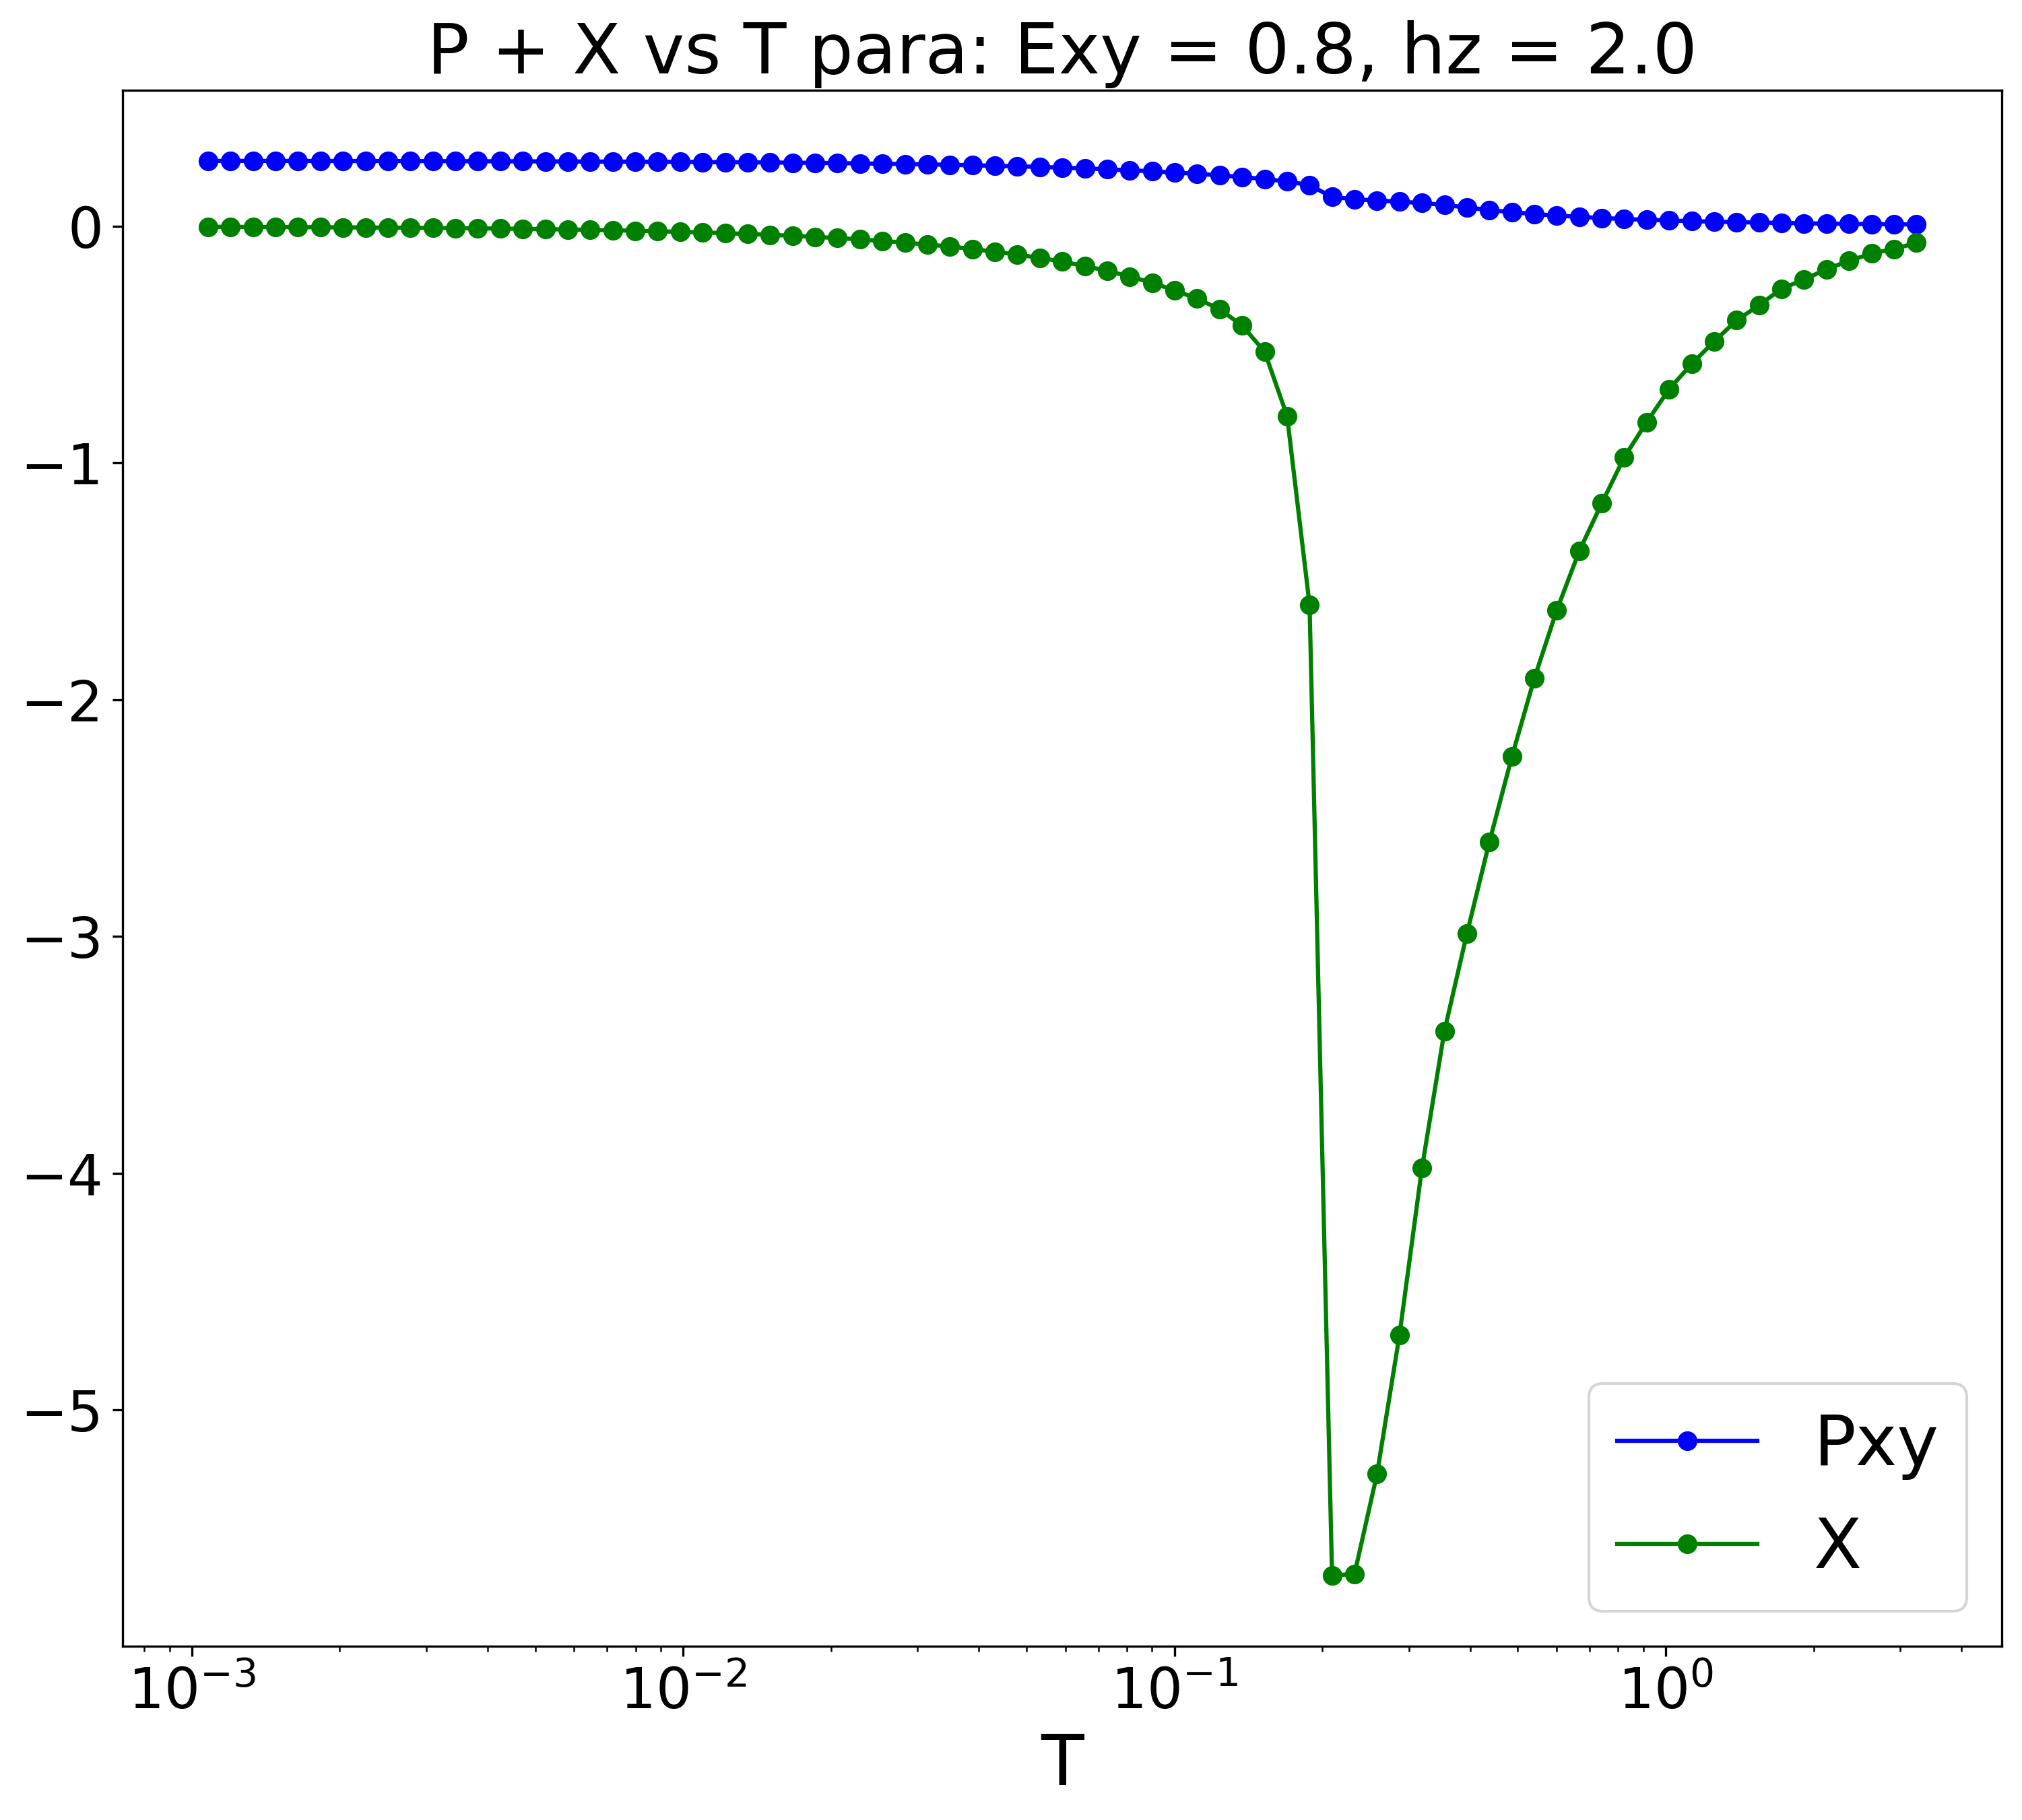 P + X vs T para: Exy = 0.8, hz = 2.0
0
−1
−2
−3
−4
−5
10⁻³ 10⁻² 10⁻¹ 10⁰
T
Pxy
X